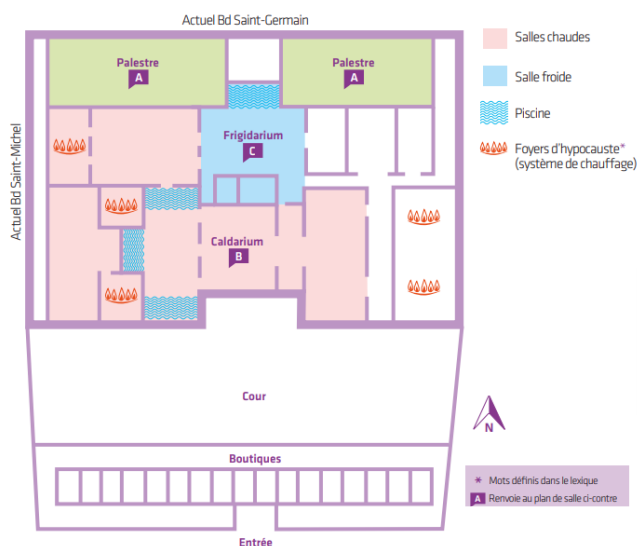 Actuel Bd Saint-Germain
Actuel Bd Saint-Michel
Palestre
A
Palestre
A
Frigidarium
C
Caldarium
B
Cour
Boutiques
Entrée
Salles chaudes
Salle froide
Piscine
Foyers d'hypocauste*
(système de chauffage)
N
* Mots définis dans le lexique
A Renvoie au plan de salle ci-contre